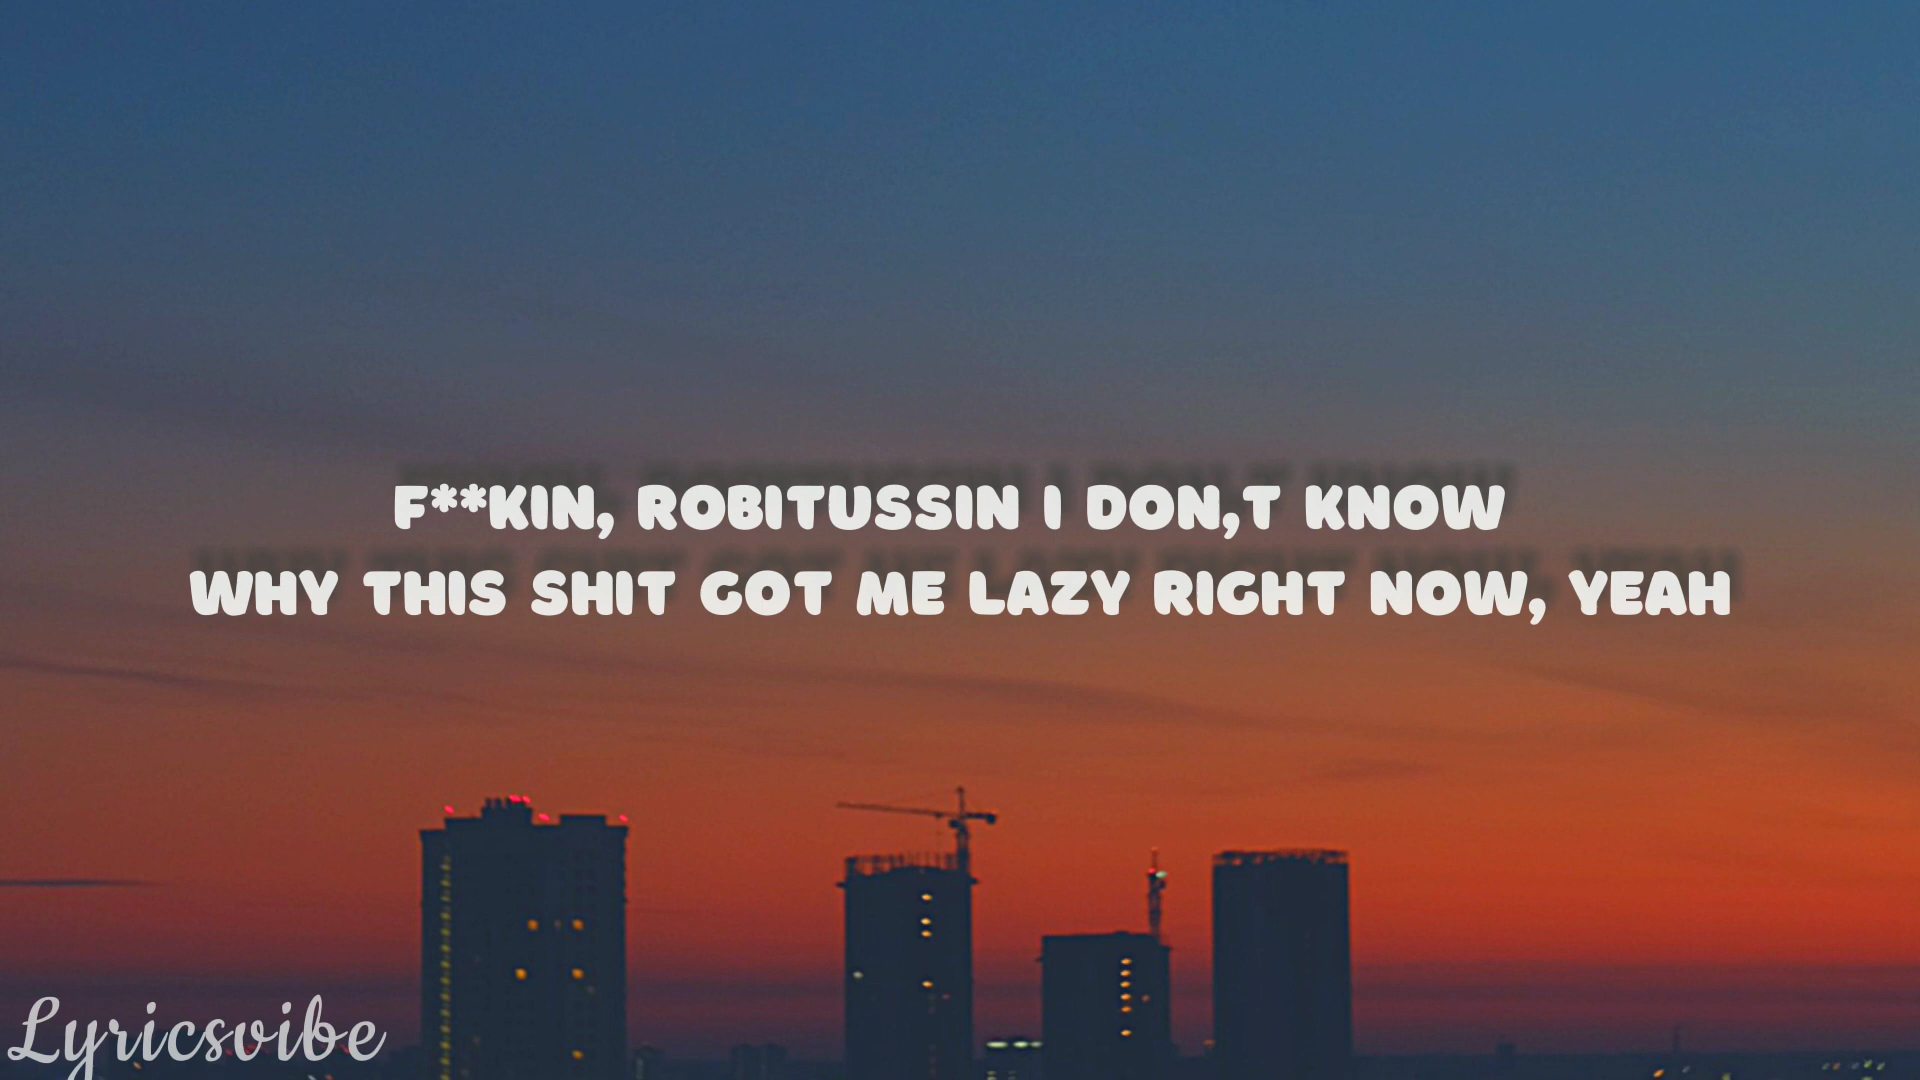 F**KIN, ROBITUSSIN I DON,T KNOW
WHY THIS SHIT GOT ME LAZY RIGHT NOW, YEAH
Lyricsvibe